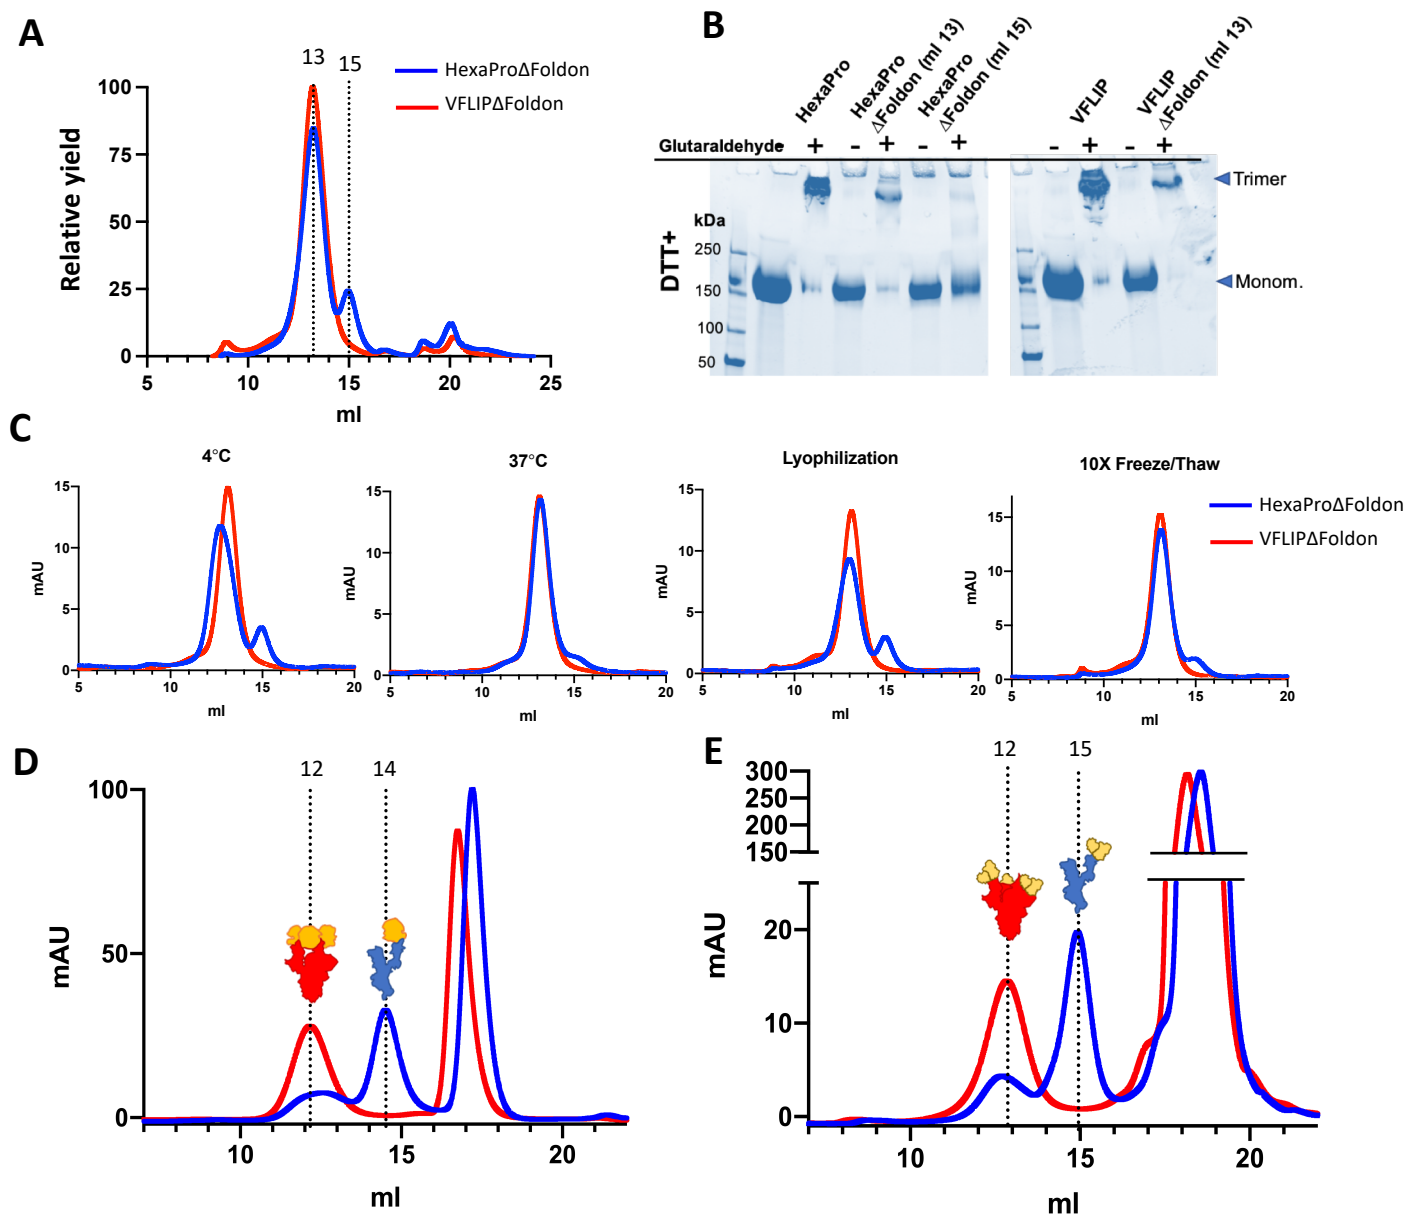 A
13
15
HexaProΔFoldon
VFLIPΔFoldon
Relative yield
100
75
50
25
0
5
10
15
20
25
ml
B
HexaPro
HexaPro
ΔFoldon (ml 13)
HexaPro
ΔFoldon (ml 15)
VFLIP
VFLIP
ΔFoldon (ml 13)
Glutaraldehyde - + - + - + - + - +
Trimer
Monom.
DTT+
kDa
250
150
100
50
C
4°C
37°C
Lyophilization
10X Freeze/Thaw
HexaProΔFoldon
VFLIPΔFoldon
mAU
15
10
5
0
5
10
15
20
ml
mAU
15
10
5
0
5
10
15
20
ml
mAU
15
10
5
0
5
10
15
20
ml
mAU
15
10
5
0
5
10
15
20
ml
D
12
14
mAU
100
50
0
10
15
20
ml
E
12
15
mAU
300
250
200
150
20
10
0
10
15
20
ml